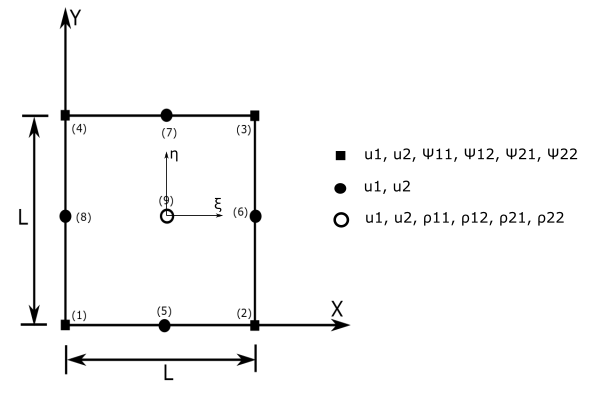 Y
(4)
(7)
(3)
η
(9)
ξ
(8)
(6)
L
(1)
(5)
(2)
X
L
u1, u2, Ψ11, Ψ12, Ψ21, Ψ22
u1, u2
u1, u2, ρ11, ρ12, ρ21, ρ22